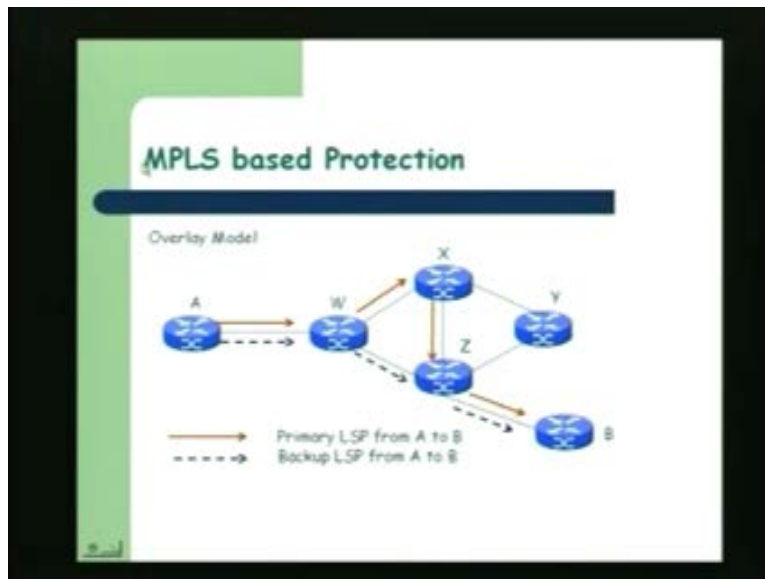 MPLS based Protection
Overlay Model
X
A
W
Y
Z
B
Primary LSP from A to B
Backup LSP from A to B